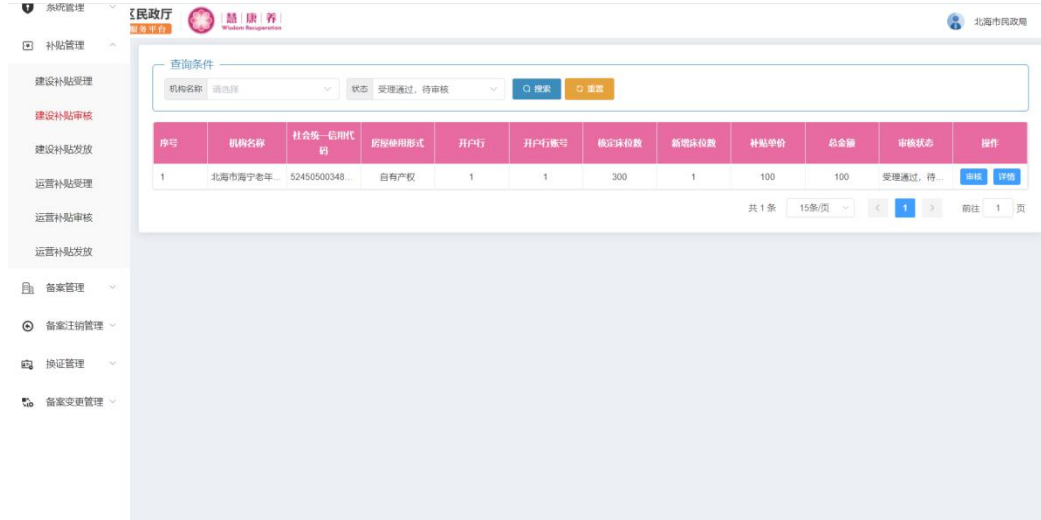 系统管理
补贴管理
建设补贴受理
建设补贴审核
建设补贴发放
运营补贴受理
运营补贴审核
运营补贴发放
备案管理
备案注销管理
换证管理
备案变更管理
区民政厅
服务平台
慧 康 养
Wisdom Recuperation
北海市民政局
查询条件
机构名称 请选择 状态 受理通过，待审核 搜索 重置
序号 机构名称 社会统一信用代码 房屋使用形式 开户行 开户行账号 核定床位数 新增床位数 补贴单价 总金额 审核状态 操作
1 北海市海宁老年... 52450500348... 自有产权 1 1 300 1 100 100 受理通过，待... 审核 详情
共 1 条 15条/页 < 1 > 前往 1 页